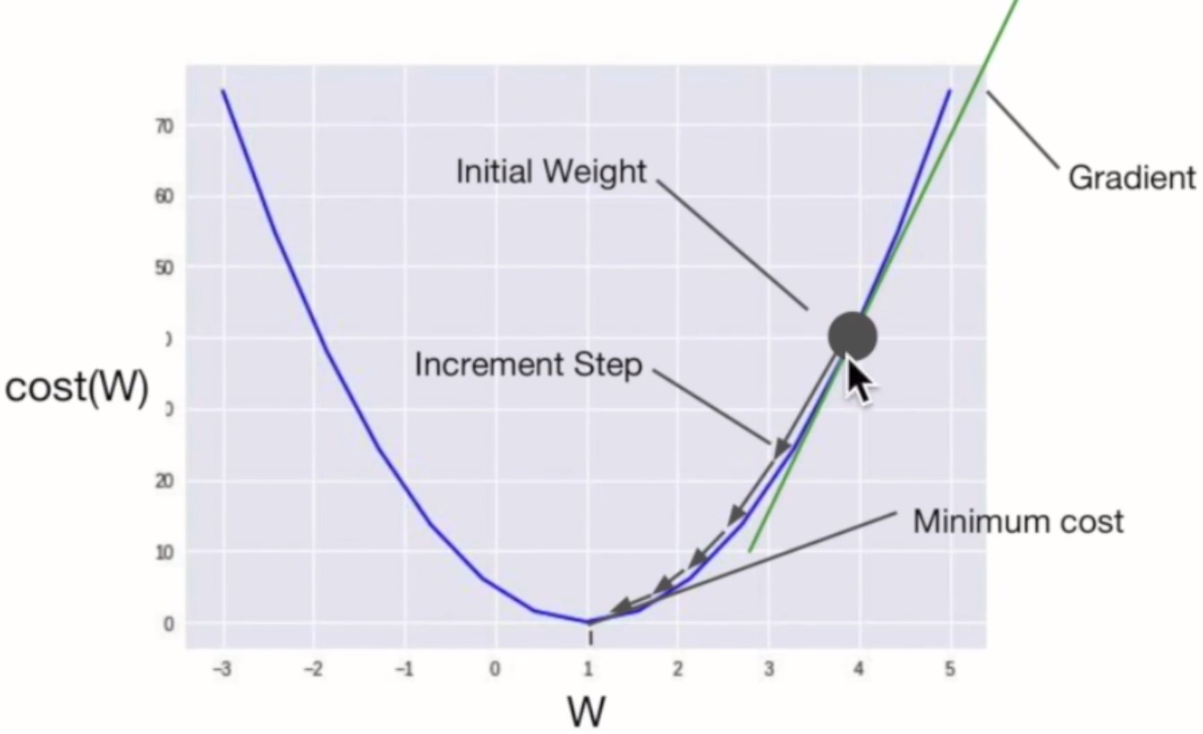 70
Initial Weight
Gradient
60
50
Increment Step
cost(W)
20
Minimum cost
10
0
-3 -2 -1 0 1 2 3 4 5
W